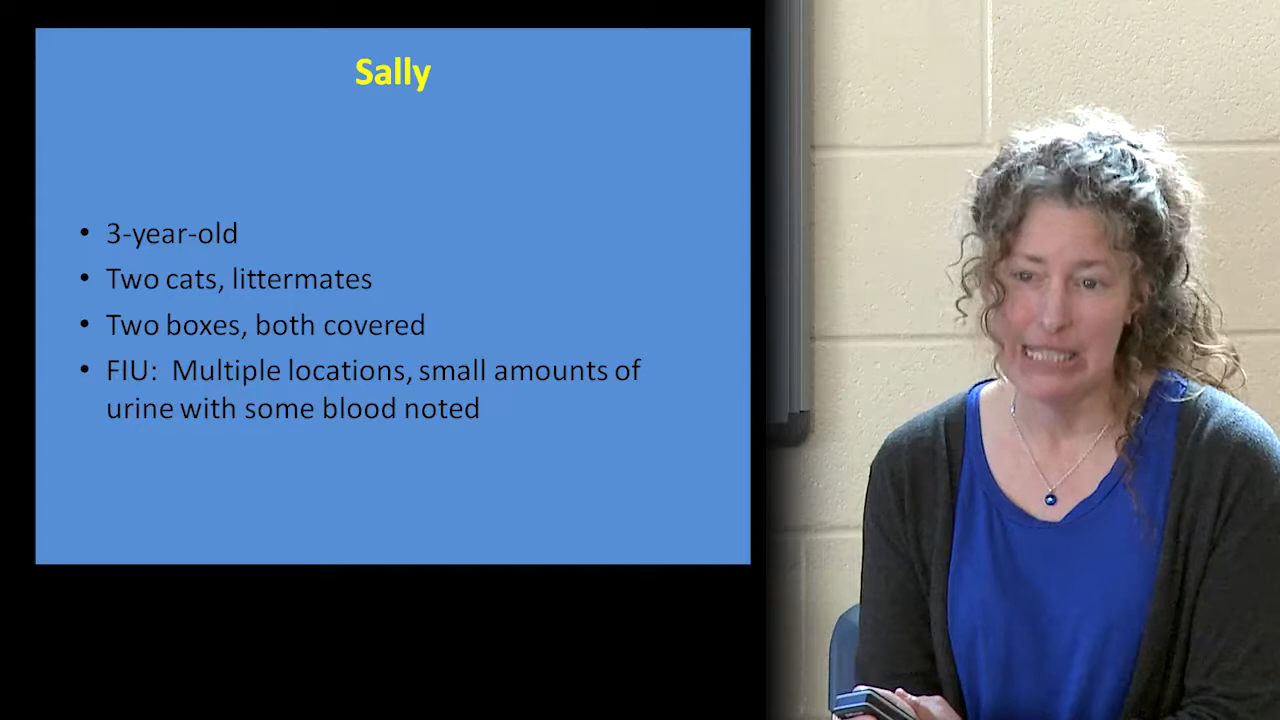 Sally
• 3-year-old
• Two cats, littermates
• Two boxes, both covered
• FIU:  Multiple locations, small amounts of
urine with some blood noted